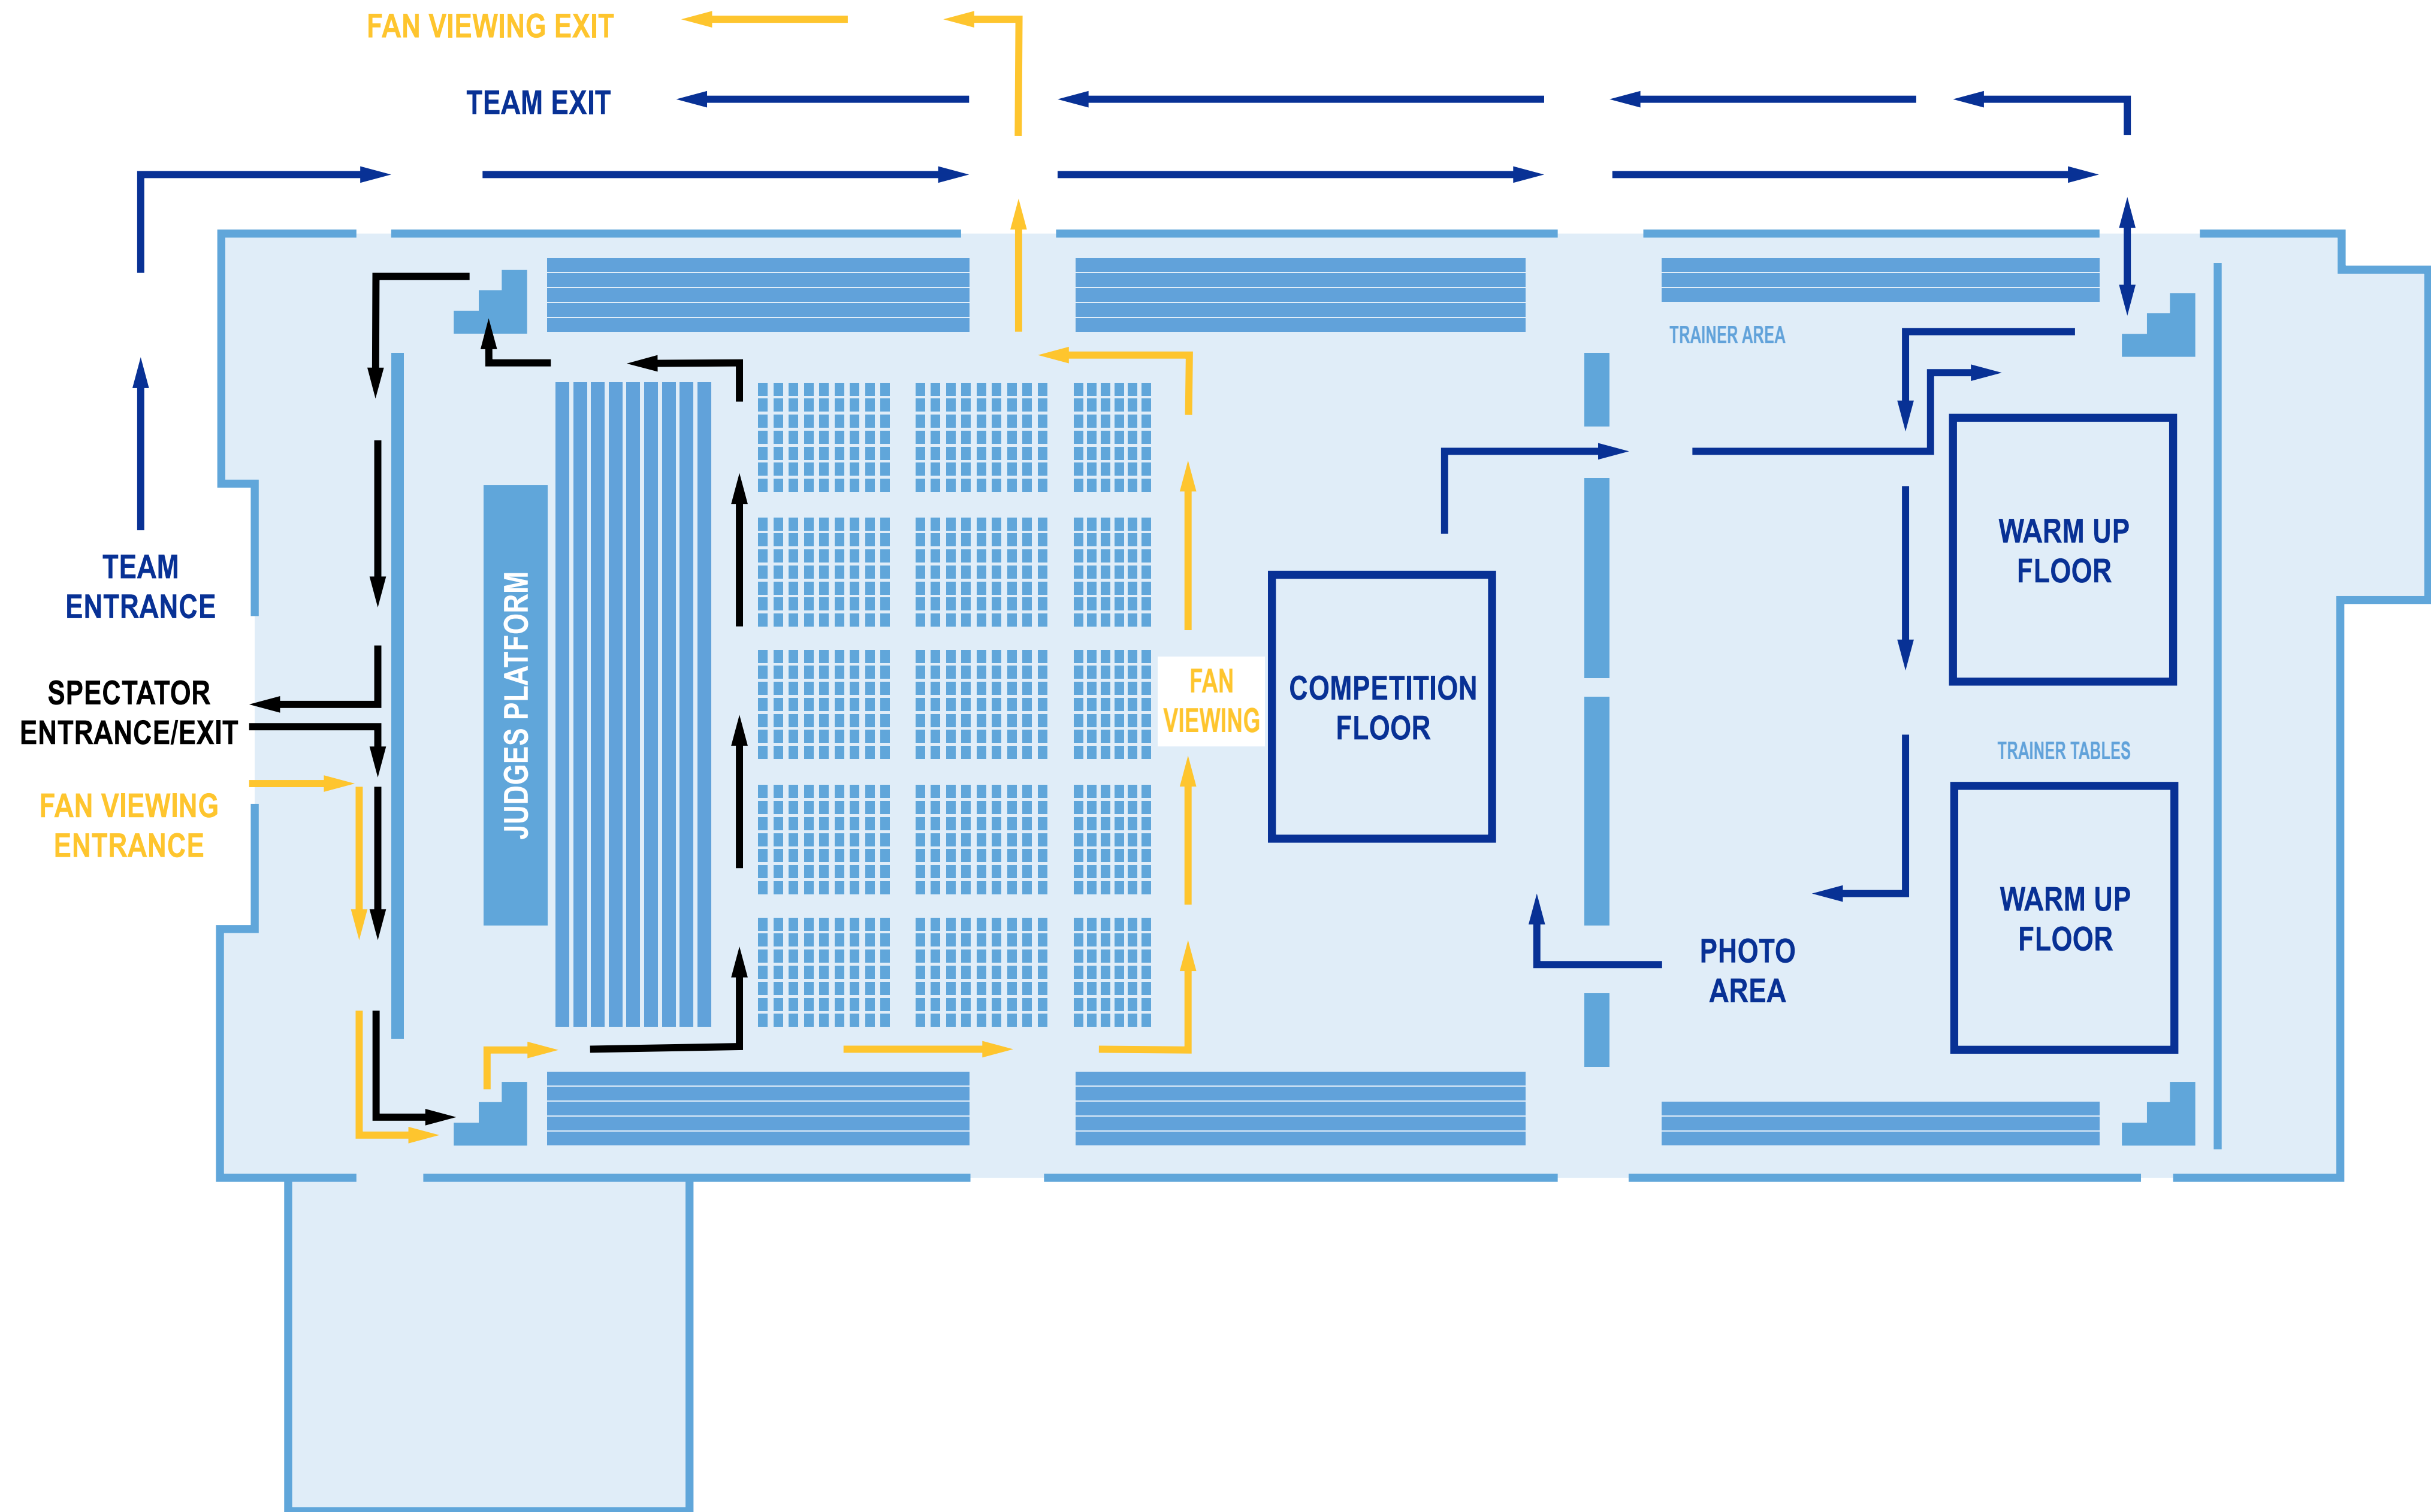 FAN VIEWING EXIT
TEAM EXIT
TRAINER AREA
TEAM
ENTRANCE
SPECTATOR
ENTRANCE/EXIT
FAN VIEWING
ENTRANCE
JUDGES PLATFORM
FAN
VIEWING
COMPETITION
FLOOR
WARM UP
FLOOR
TRAINER TABLES
WARM UP
FLOOR
PHOTO
AREA